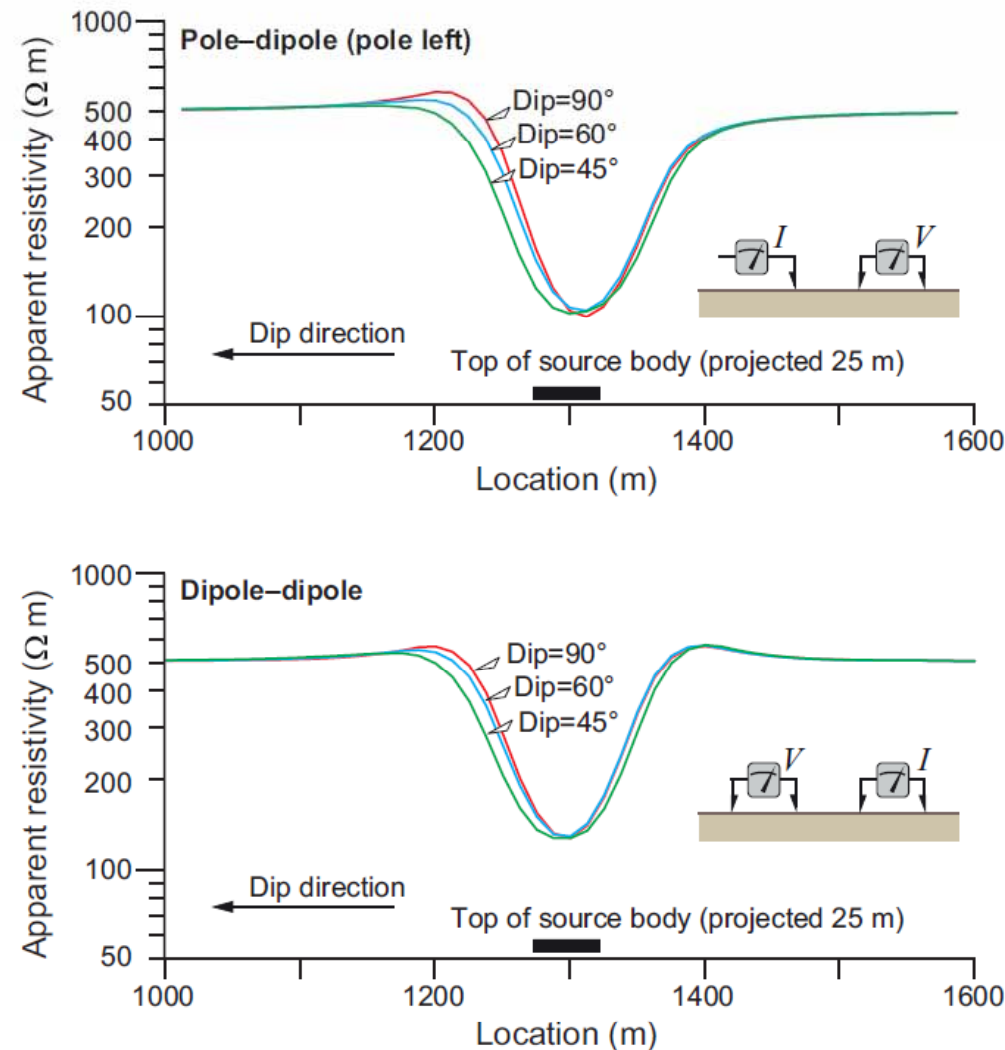 Pole–dipole (pole left)
Apparent resistivity (Ω m)
1000
500
400
300
200
100
50
Dip=90°
Dip=60°
Dip=45°
I
V
Dip direction
Top of source body (projected 25 m)
1000
1200
1400
1600
Location (m)
Dipole–dipole
Apparent resistivity (Ω m)
1000
500
400
300
200
100
50
Dip=90°
Dip=60°
Dip=45°
V
I
Dip direction
Top of source body (projected 25 m)
1000
1200
1400
1600
Location (m)